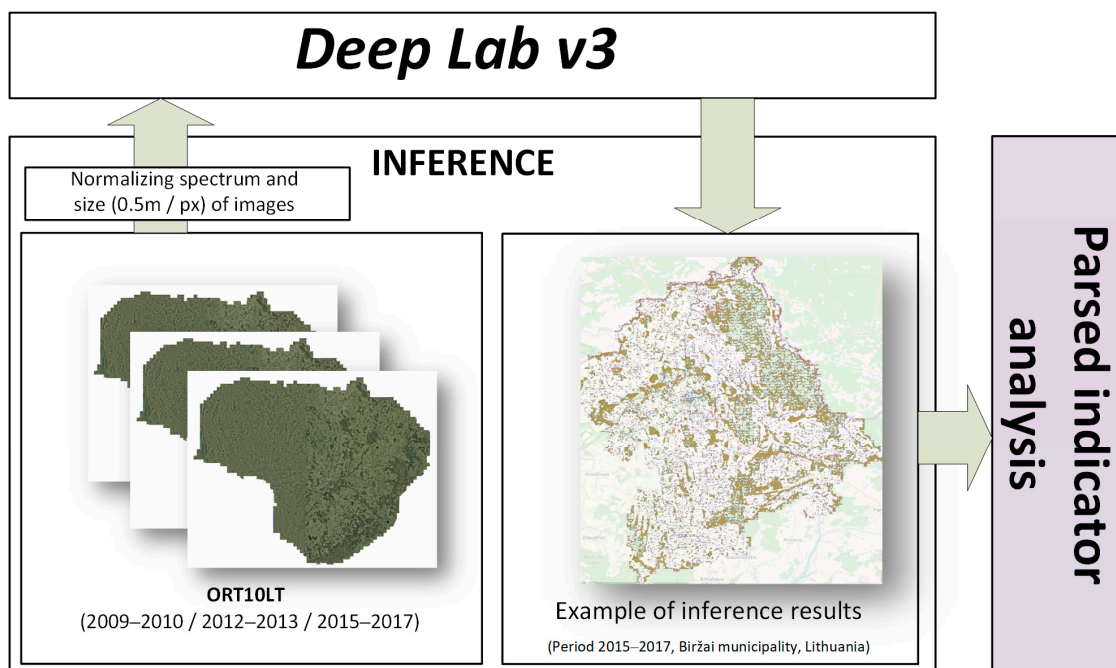 Deep Lab v3
INFERENCE
Normalizing spectrum and
size (0.5m / px) of images
ORT10LT
(2009–2010 / 2012–2013 / 2015–2017)
Example of inference results
(Period 2015–2017, Biržai municipality, Lithuania)
Parsed indicator
analysis